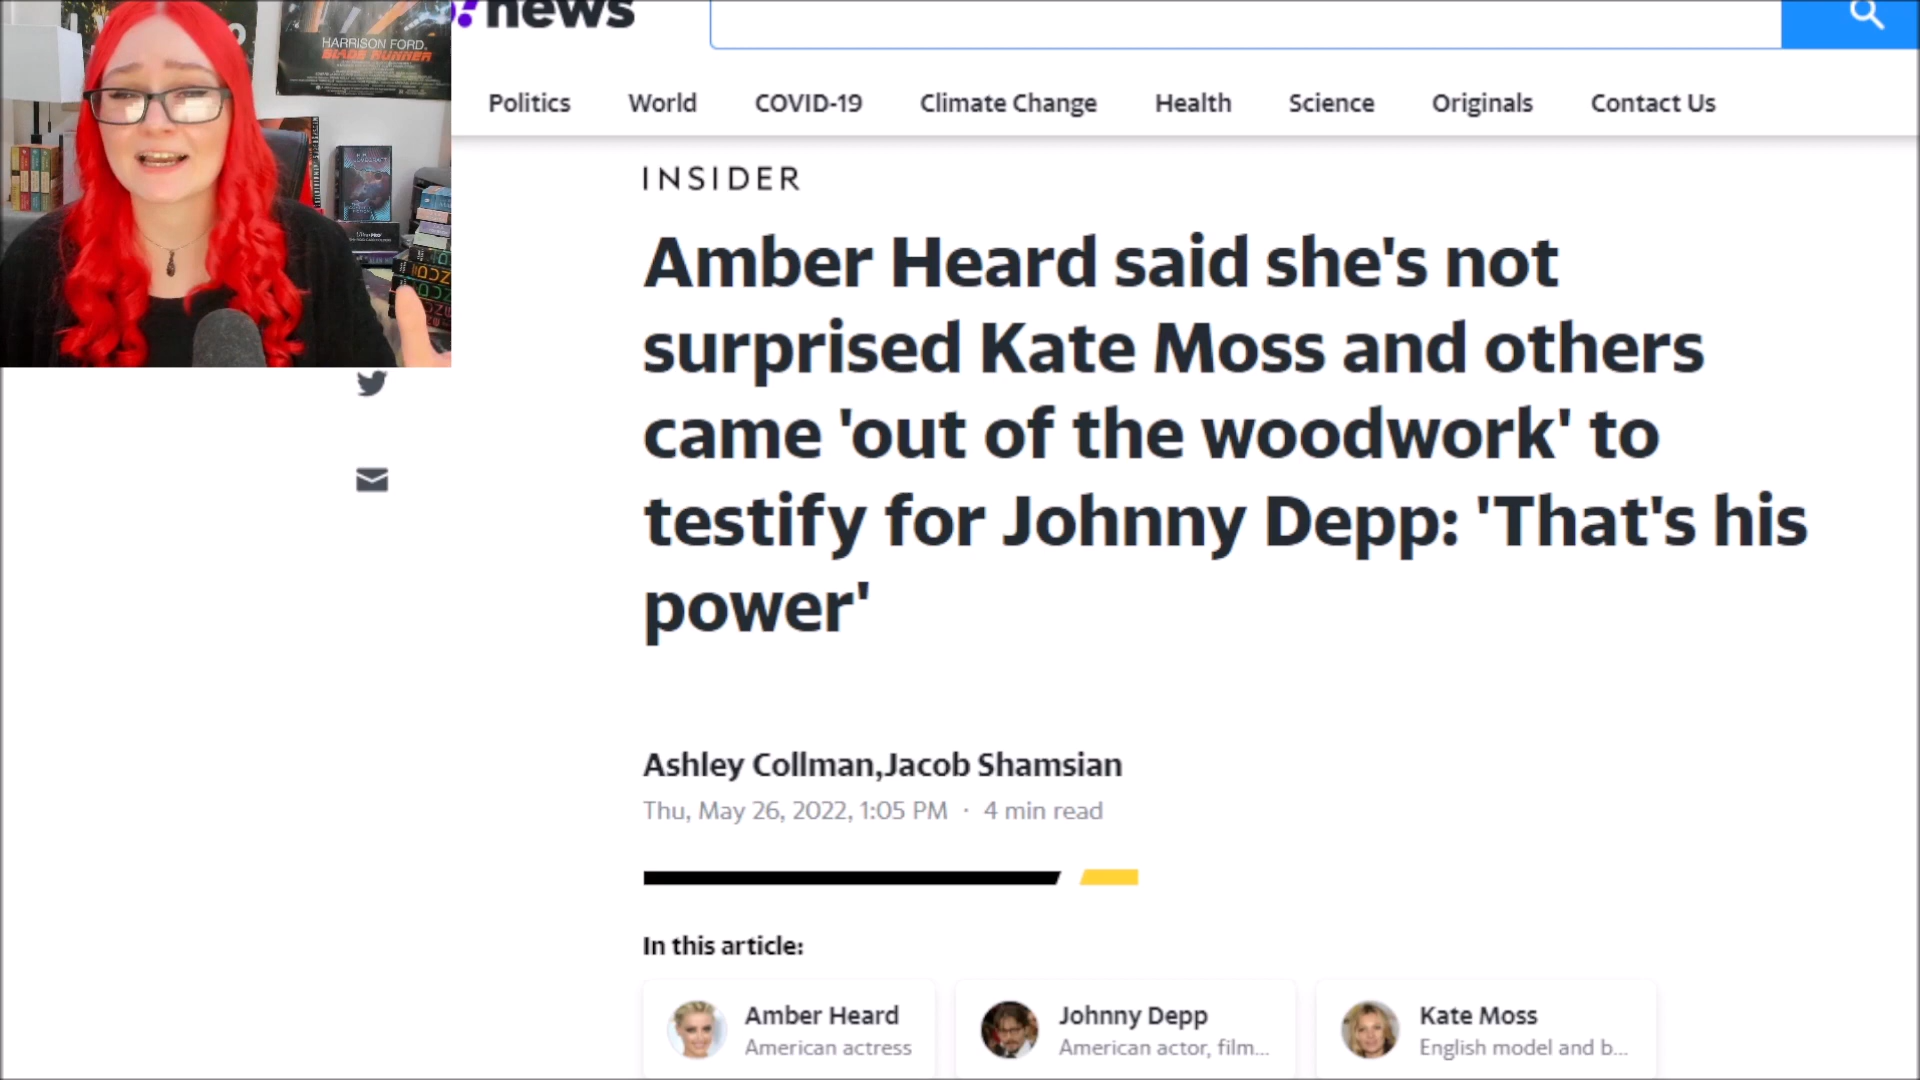 HARRISON FORD.
BLADE RUNNER
news
Politics World COVID-19 Climate Change Health Science Originals Contact Us
INSIDER
Amber Heard said she's not
surprised Kate Moss and others
came 'out of the woodwork' to
testify for Johnny Depp: 'That's his
power'
Ashley Collman,Jacob Shamsian
Thu, May 26, 2022, 1:05 PM · 4 min read
In this article:
Amber Heard
American actress
Johnny Depp
American actor, film...
Kate Moss
English model and b...